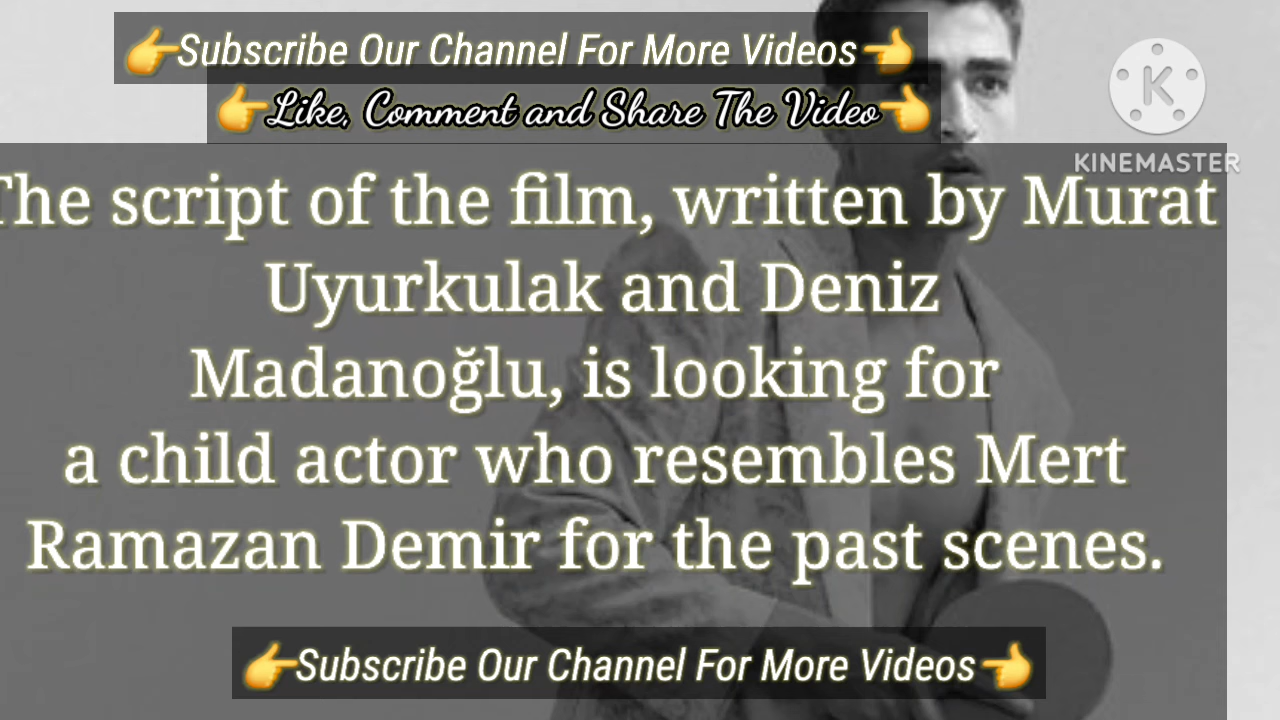 👉Subscribe Our Channel For More Videos👈
👉Like, Comment and Share The Video👈
K
KINEMASTER
The script of the film, written by Murat
Uyurkulak and Deniz
Madanoğlu, is looking for
a child actor who resembles Mert
Ramazan Demir for the past scenes.
👉Subscribe Our Channel For More Videos👈